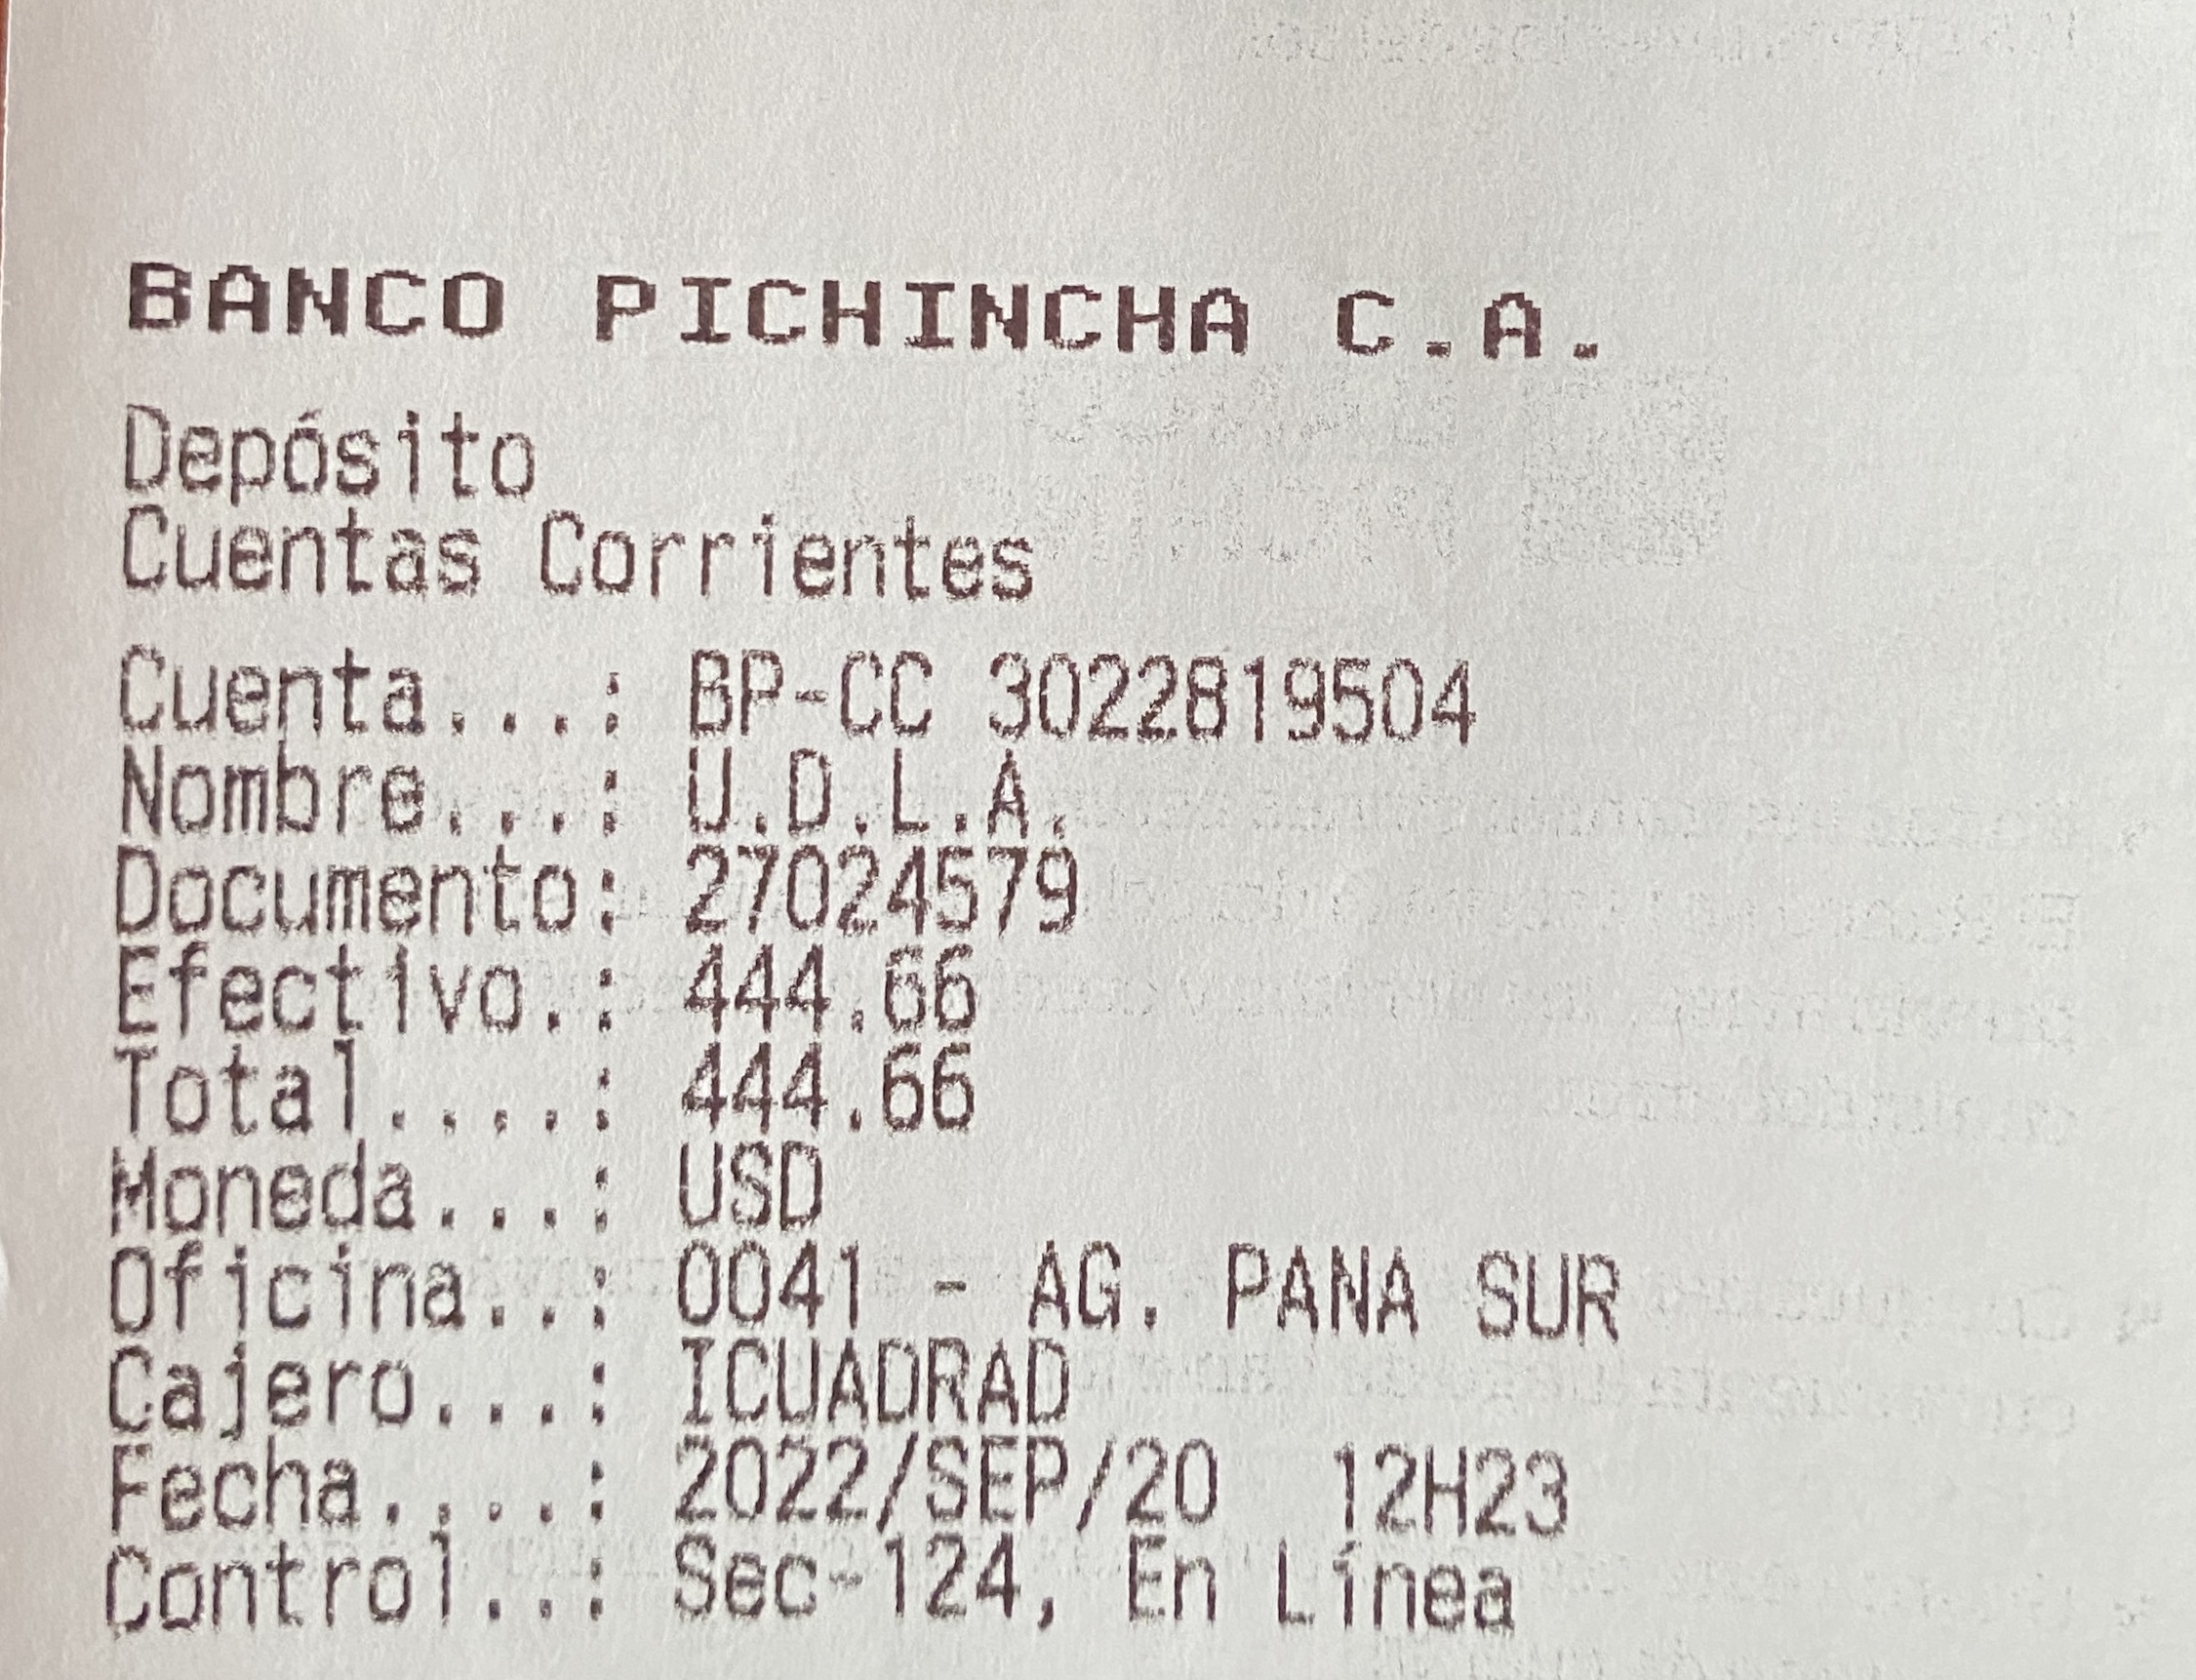 BANCO PICHINCHA C.A.
Depósito
Cuentas Corrientes
Cuenta...: BP-CC 3022819504
Nombre...: U.D.L.A.
Documento: 27024579
Efectivo.: 444.66
Total....: 444.66
Moneda...: USD
Oficina..: 0041 - AG. PANA SUR
Cajero...: ICUADRAD
Fecha....: 2022/SEP/20 12H23
Control..: Sec-124, En Línea